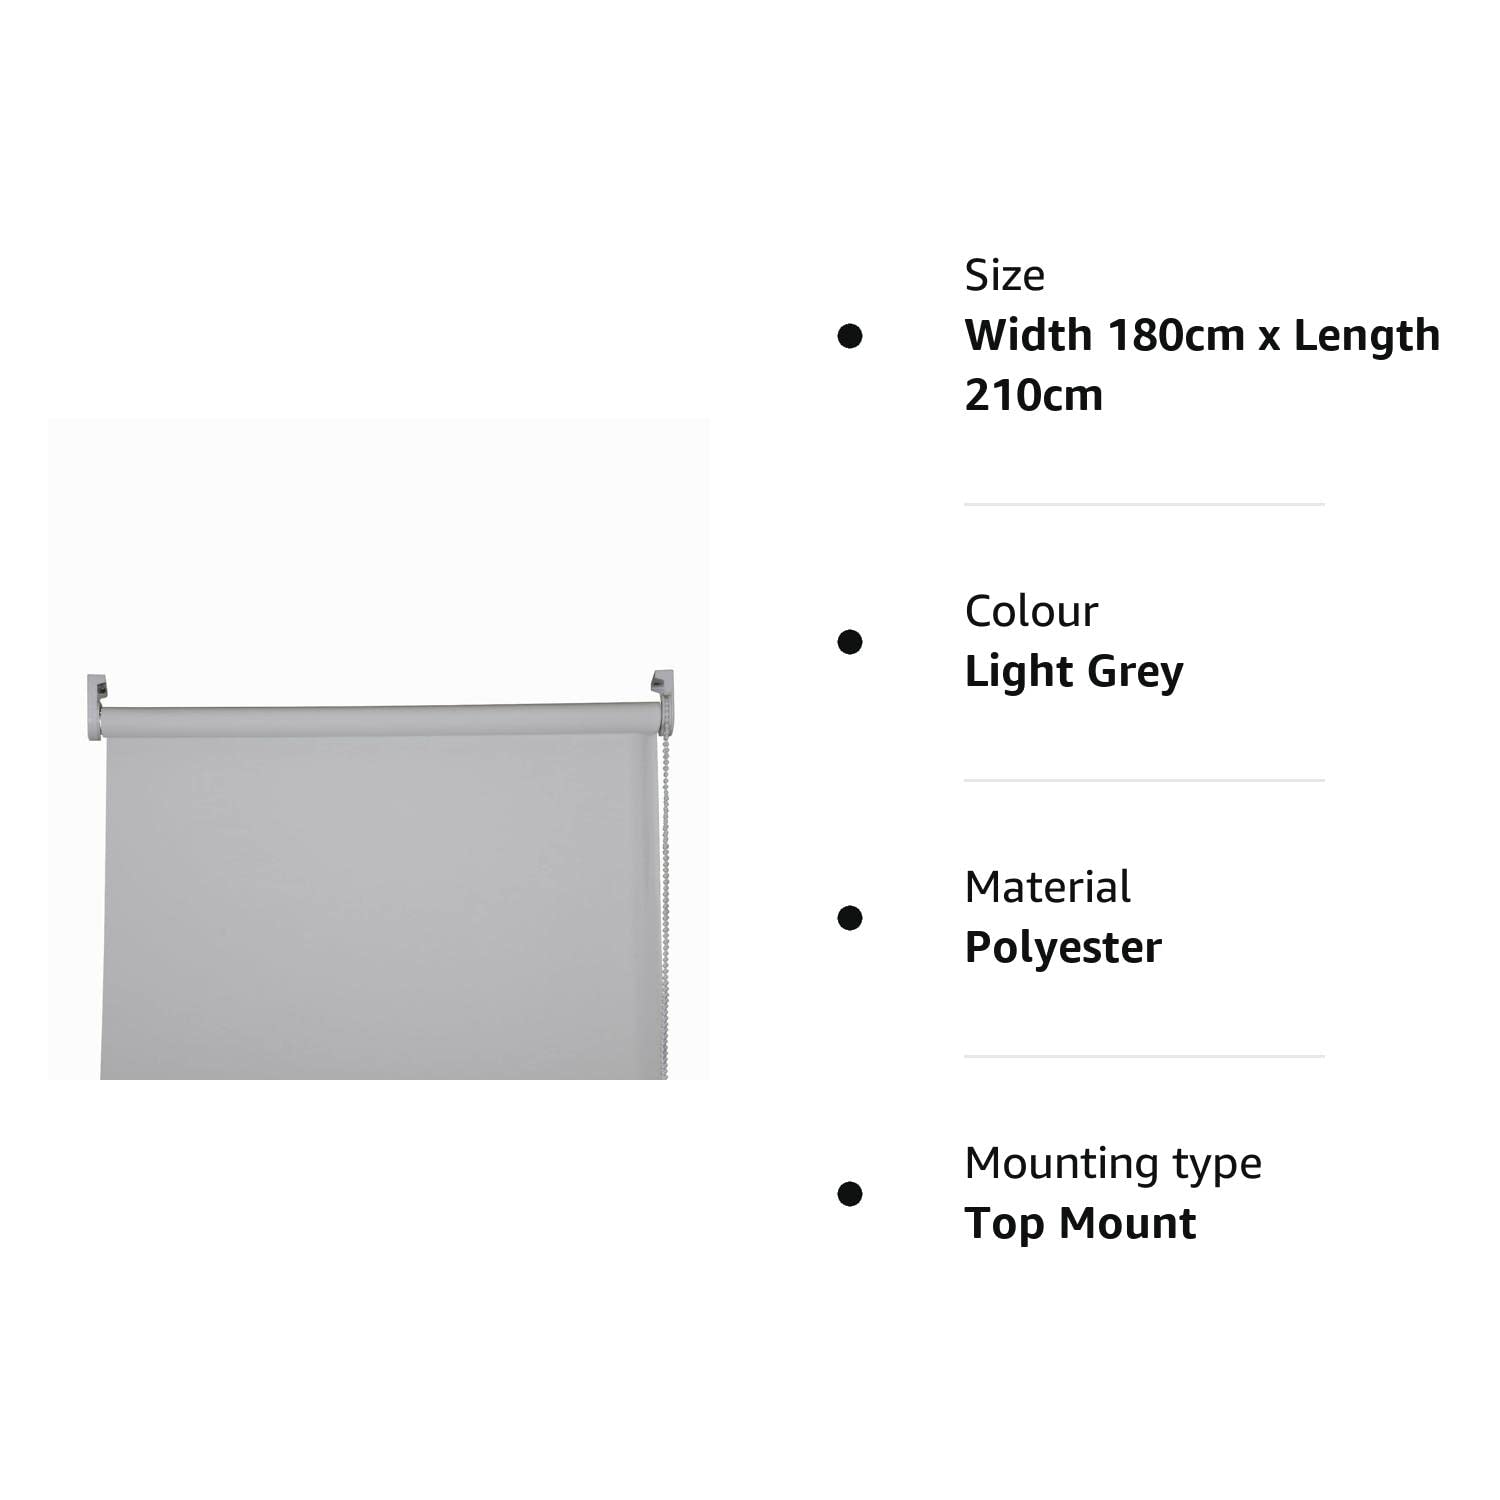 Size
Width 180cm x Length
210cm
Colour
Light Grey
Material
Polyester
Mounting type
Top Mount